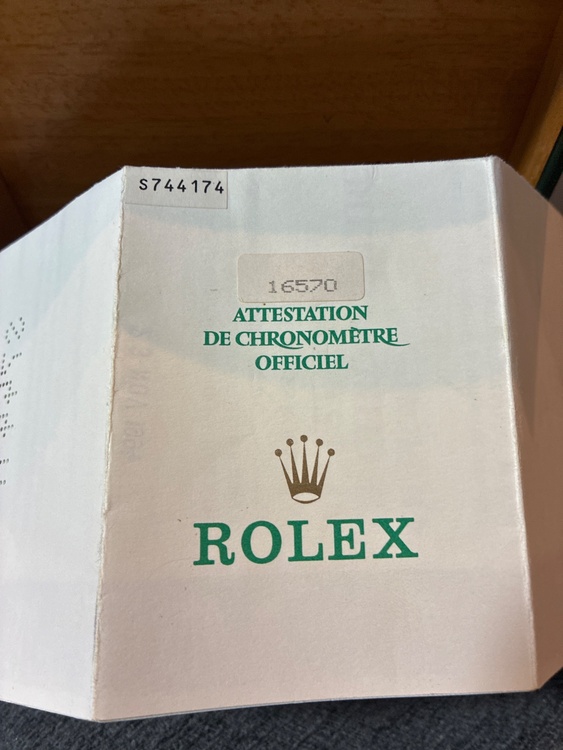 S744174
16570
ATTESTATION
DE CHRONOMÈTRE
OFFICIEL
ROLEX